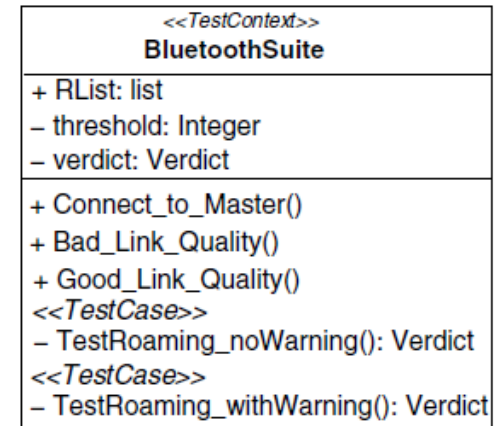 <<TestContext>>
BluetoothSuite
+ RList: list
– threshold: Integer
– verdict: Verdict
+ Connect_to_Master()
+ Bad_Link_Quality()
+ Good_Link_Quality()
<<TestCase>>
– TestRoaming_noWarning(): Verdict
<<TestCase>>
– TestRoaming_withWarning(): Verdict